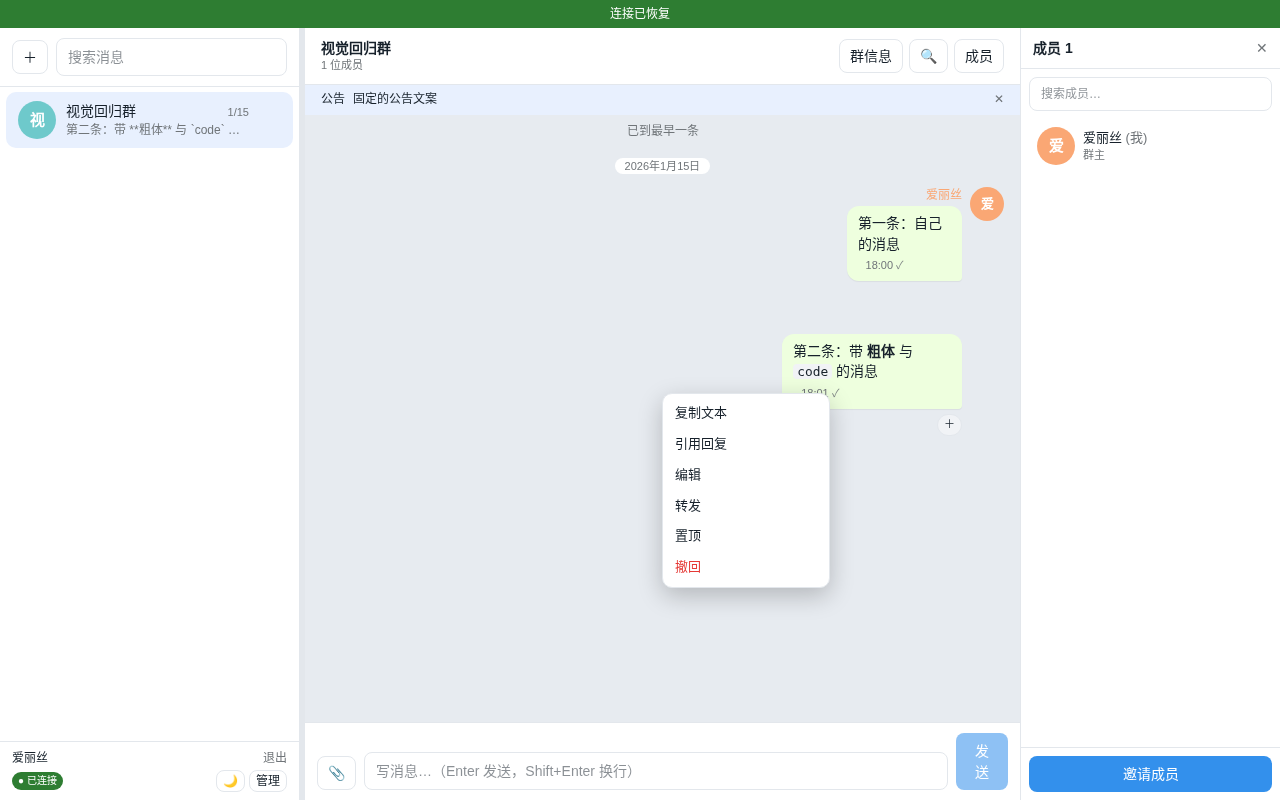 连接已恢复
搜索消息
视
视觉回归群
1/15
第二条：带 **粗体** 与 `code` …
爱丽丝
退出
● 已连接
管理
视觉回归群
1 位成员
群信息
成员
公告 固定的公告文案
已到最早一条
2026年1月15日
爱丽丝
爱
第一条：自己
的消息
18:00 ✓
第二条：带 粗体 与
code 的消息
18:01 ✓
+
复制文本
引用回复
编辑
转发
置顶
撤回
写消息…（Enter 发送，Shift+Enter 换行）
发
送
成员 1
搜索成员…
爱
爱丽丝 (我)
群主
邀请成员